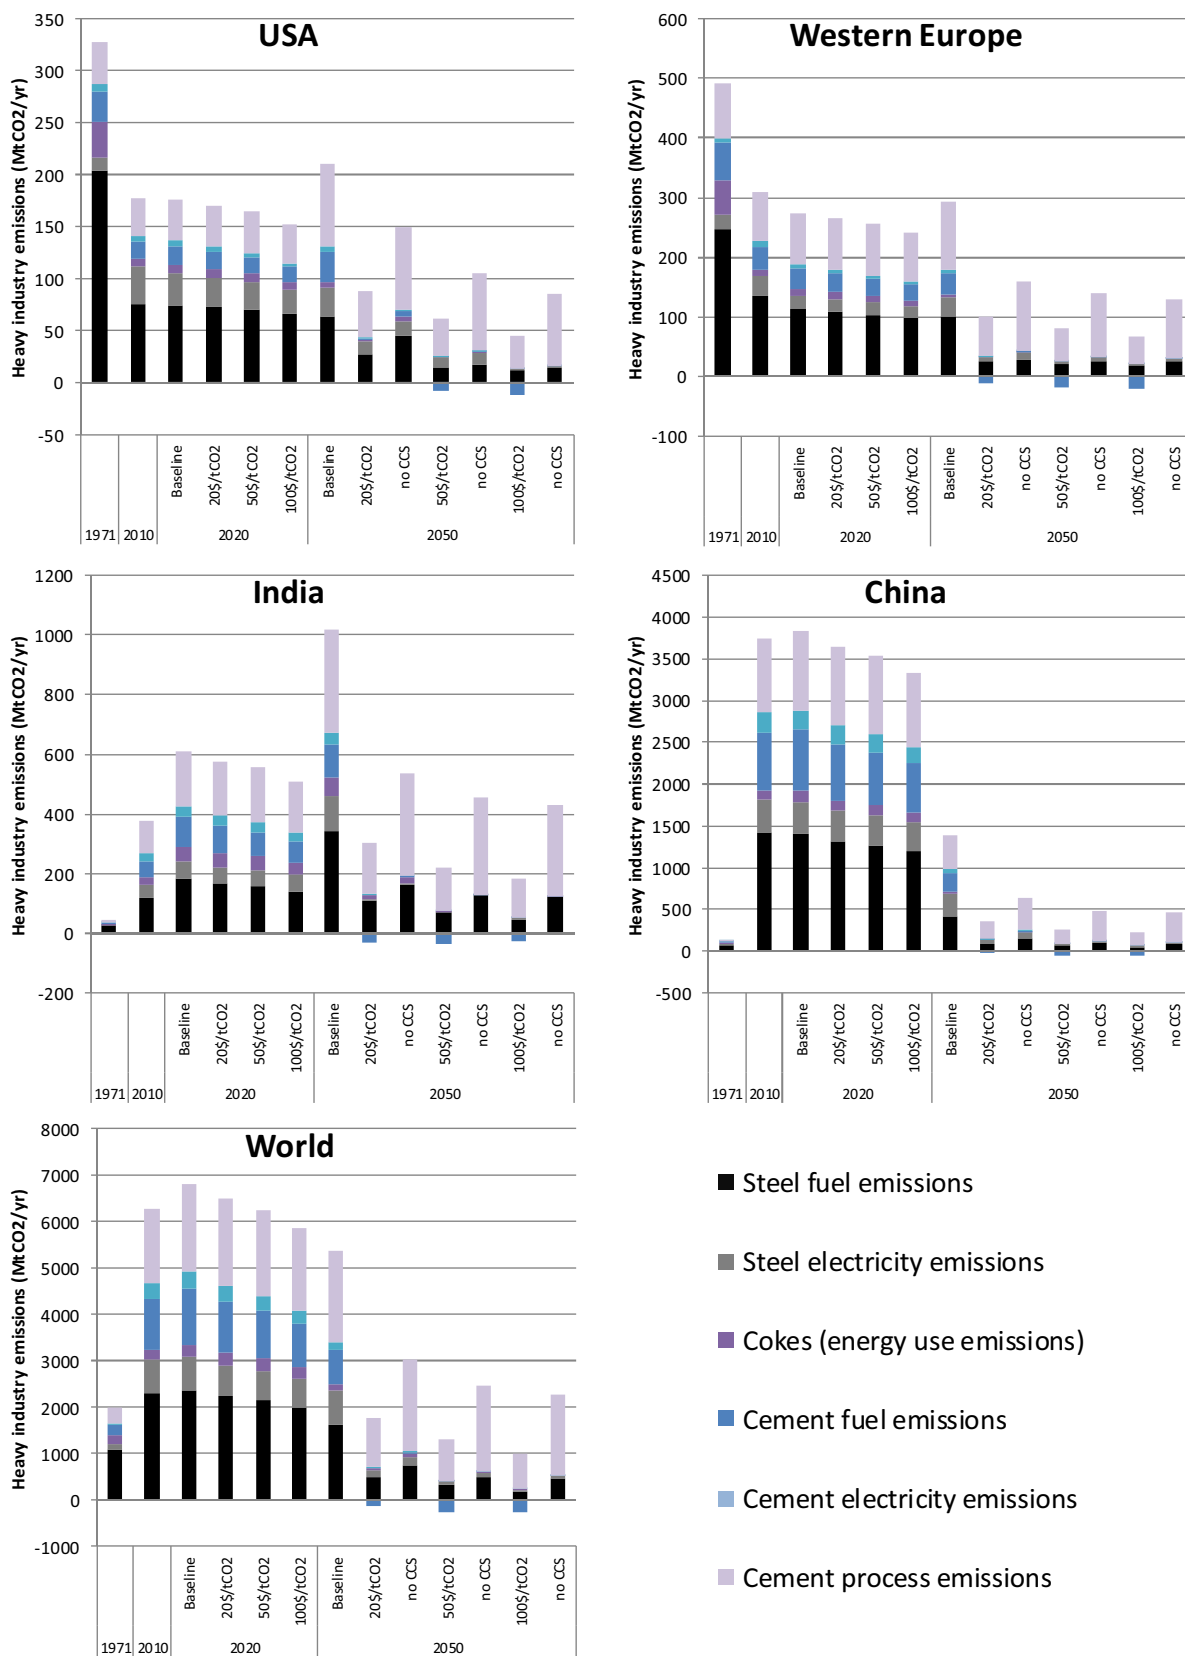 USA
Heavy industry emissions (MtCO2/yr)
350
300
250
200
150
100
50
0
-50
Baseline
20$/tCO2
50$/tCO2
100$/tCO2
Baseline
20$/tCO2
no CCS
50$/tCO2
no CCS
100$/tCO2
no CCS
1971 2010 2020 2050
Western Europe
Heavy industry emissions (MtCO2/yr)
600
500
400
300
200
100
0
-100
Baseline
20$/tCO2
50$/tCO2
100$/tCO2
Baseline
20$/tCO2
no CCS
50$/tCO2
no CCS
100$/tCO2
no CCS
1971 2010 2020 2050
India
Heavy industry emissions (MtCO2/yr)
1200
1000
800
600
400
200
0
-200
Baseline
20$/tCO2
50$/tCO2
100$/tCO2
Baseline
20$/tCO2
no CCS
50$/tCO2
no CCS
100$/tCO2
no CCS
1971 2010 2020 2050
China
Heavy industry emissions (MtCO2/yr)
4500
4000
3500
3000
2500
2000
1500
1000
500
0
-500
Baseline
20$/tCO2
50$/tCO2
100$/tCO2
Baseline
20$/tCO2
no CCS
50$/tCO2
no CCS
100$/tCO2
no CCS
1971 2010 2020 2050
World
Heavy industry emissions (MtCO2/yr)
8000
7000
6000
5000
4000
3000
2000
1000
0
-1000
Baseline
20$/tCO2
50$/tCO2
100$/tCO2
Baseline
20$/tCO2
no CCS
50$/tCO2
no CCS
100$/tCO2
no CCS
1971 2010 2020 2050
Steel fuel emissions
Steel electricity emissions
Cokes (energy use emissions)
Cement fuel emissions
Cement electricity emissions
Cement process emissions